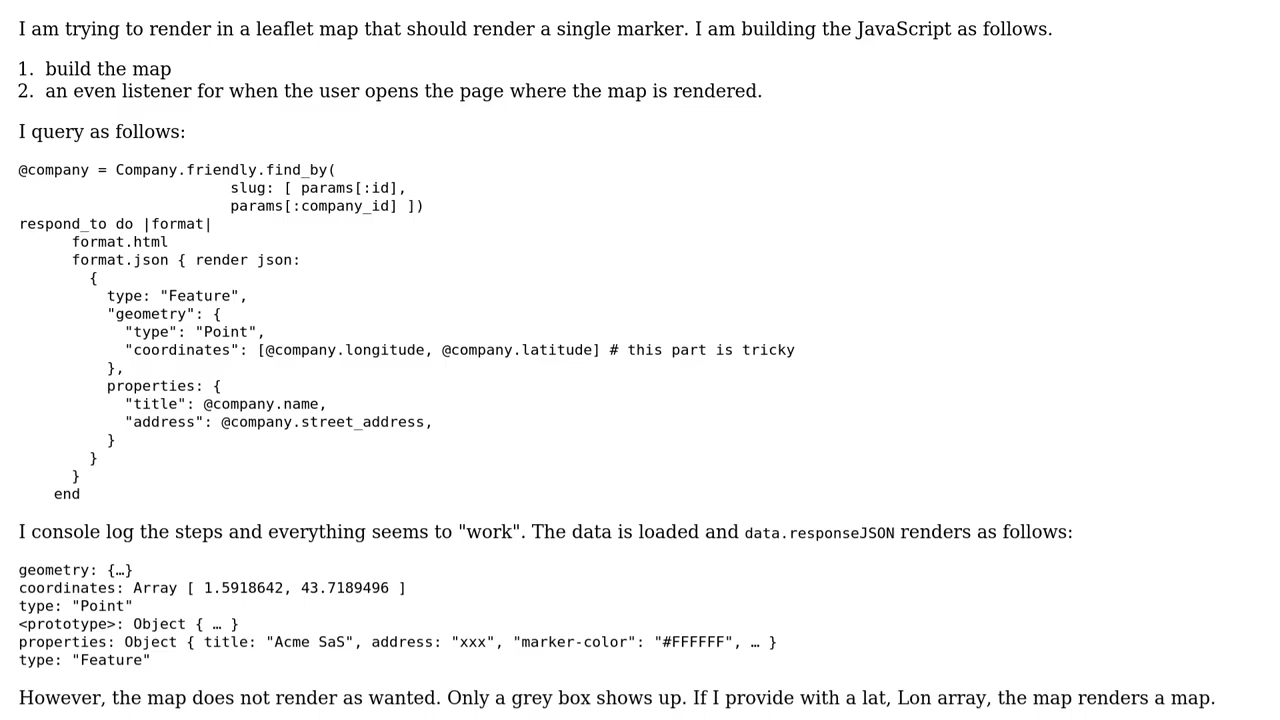 I am trying to render in a leaflet map that should render a single marker. I am building the JavaScript as follows.
1. build the map
2. an even listener for when the user opens the page where the map is rendered.
I query as follows:
@company = Company.friendly.find_by(
                        slug: [ params[:id],
                        params[:company_id] ])
respond_to do |format|
      format.html
      format.json { render json:
        {
          type: "Feature",
          "geometry": {
            "type": "Point",
            "coordinates": [@company.longitude, @company.latitude] # this part is tricky
          },
          properties: {
            "title": @company.name,
            "address": @company.street_address,
          }
        }
      }
    end
I console log the steps and everything seems to "work". The data is loaded and data.responseJSON renders as follows:
geometry: {…}
coordinates: Array [ 1.5918642, 43.7189496 ]
type: "Point"
<prototype>: Object { … }
properties: Object { title: "Acme SaS", address: "xxx", "marker-color": "#FFFFFF", … }
type: "Feature"
However, the map does not render as wanted. Only a grey box shows up. If I provide with a lat, Lon array, the map renders a map.